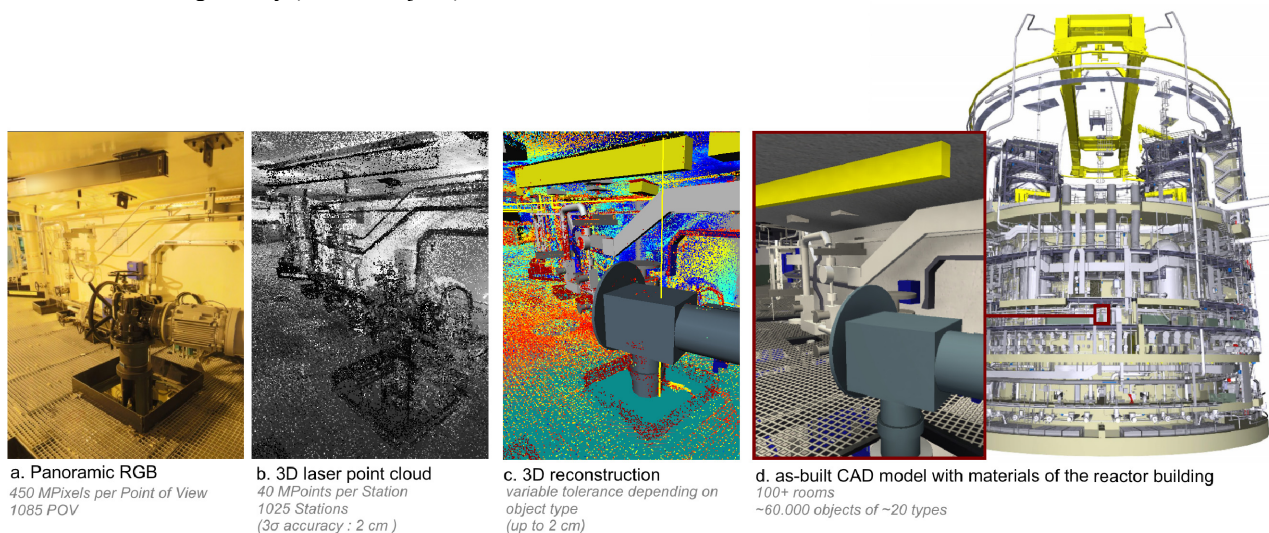 a. Panoramic RGB
450 MPixels per Point of View
1085 POV
b. 3D laser point cloud
40 MPoints per Station
1025 Stations
(3σ accuracy : 2 cm )
c. 3D reconstruction
variable tolerance depending on
object type
(up to 2 cm)
d. as-built CAD model with materials of the reactor building
100+ rooms
~60.000 objects of ~20 types